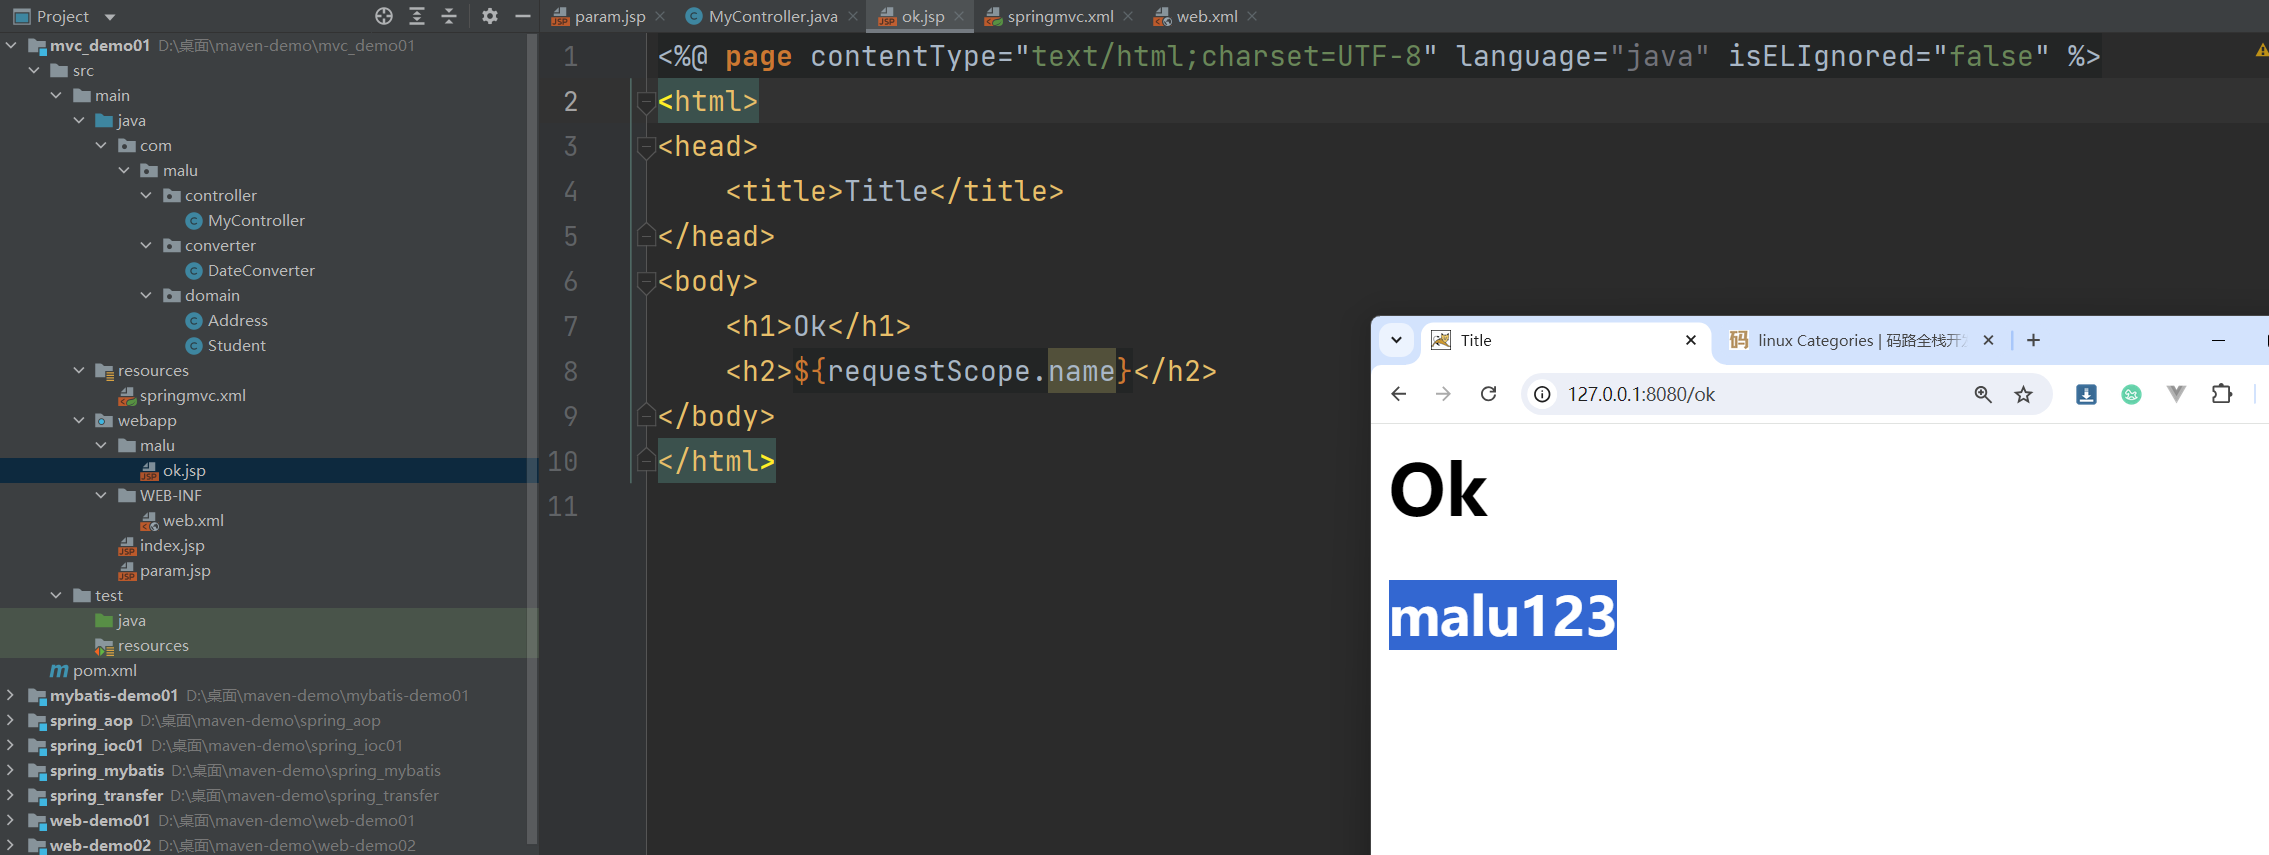 Project
mvc_demo01 D:\桌面\maven-demo\mvc_demo01
src
main
java
com
malu
controller
MyController
converter
DateConverter
domain
Address
Student
resources
springmvc.xml
webapp
malu
ok.jsp
WEB-INF
web.xml
index.jsp
param.jsp
test
java
resources
pom.xml
mybatis-demo01 D:\桌面\maven-demo\mybatis-demo01
spring_aop D:\桌面\maven-demo\spring_aop
spring_ioc01 D:\桌面\maven-demo\spring_ioc01
spring_mybatis D:\桌面\maven-demo\spring_mybatis
spring_transfer D:\桌面\maven-demo\spring_transfer
web-demo01 D:\桌面\maven-demo\web-demo01
web-demo02 D:\桌面\maven-demo\web-demo02
param.jsp MyController.java ok.jsp springmvc.xml web.xml
1 <%@ page contentType="text/html;charset=UTF-8" language="java" isELIgnored="false" %>
2 <html>
3 <head>
4 <title>Title</title>
5 </head>
6 <body>
7 <h1>Ok</h1>
8 <h2>${requestScope.name}</h2>
9 </body>
10 </html>
11
Title linux Categories | 码路全栈开
127.0.0.1:8080/ok
Ok
malu123